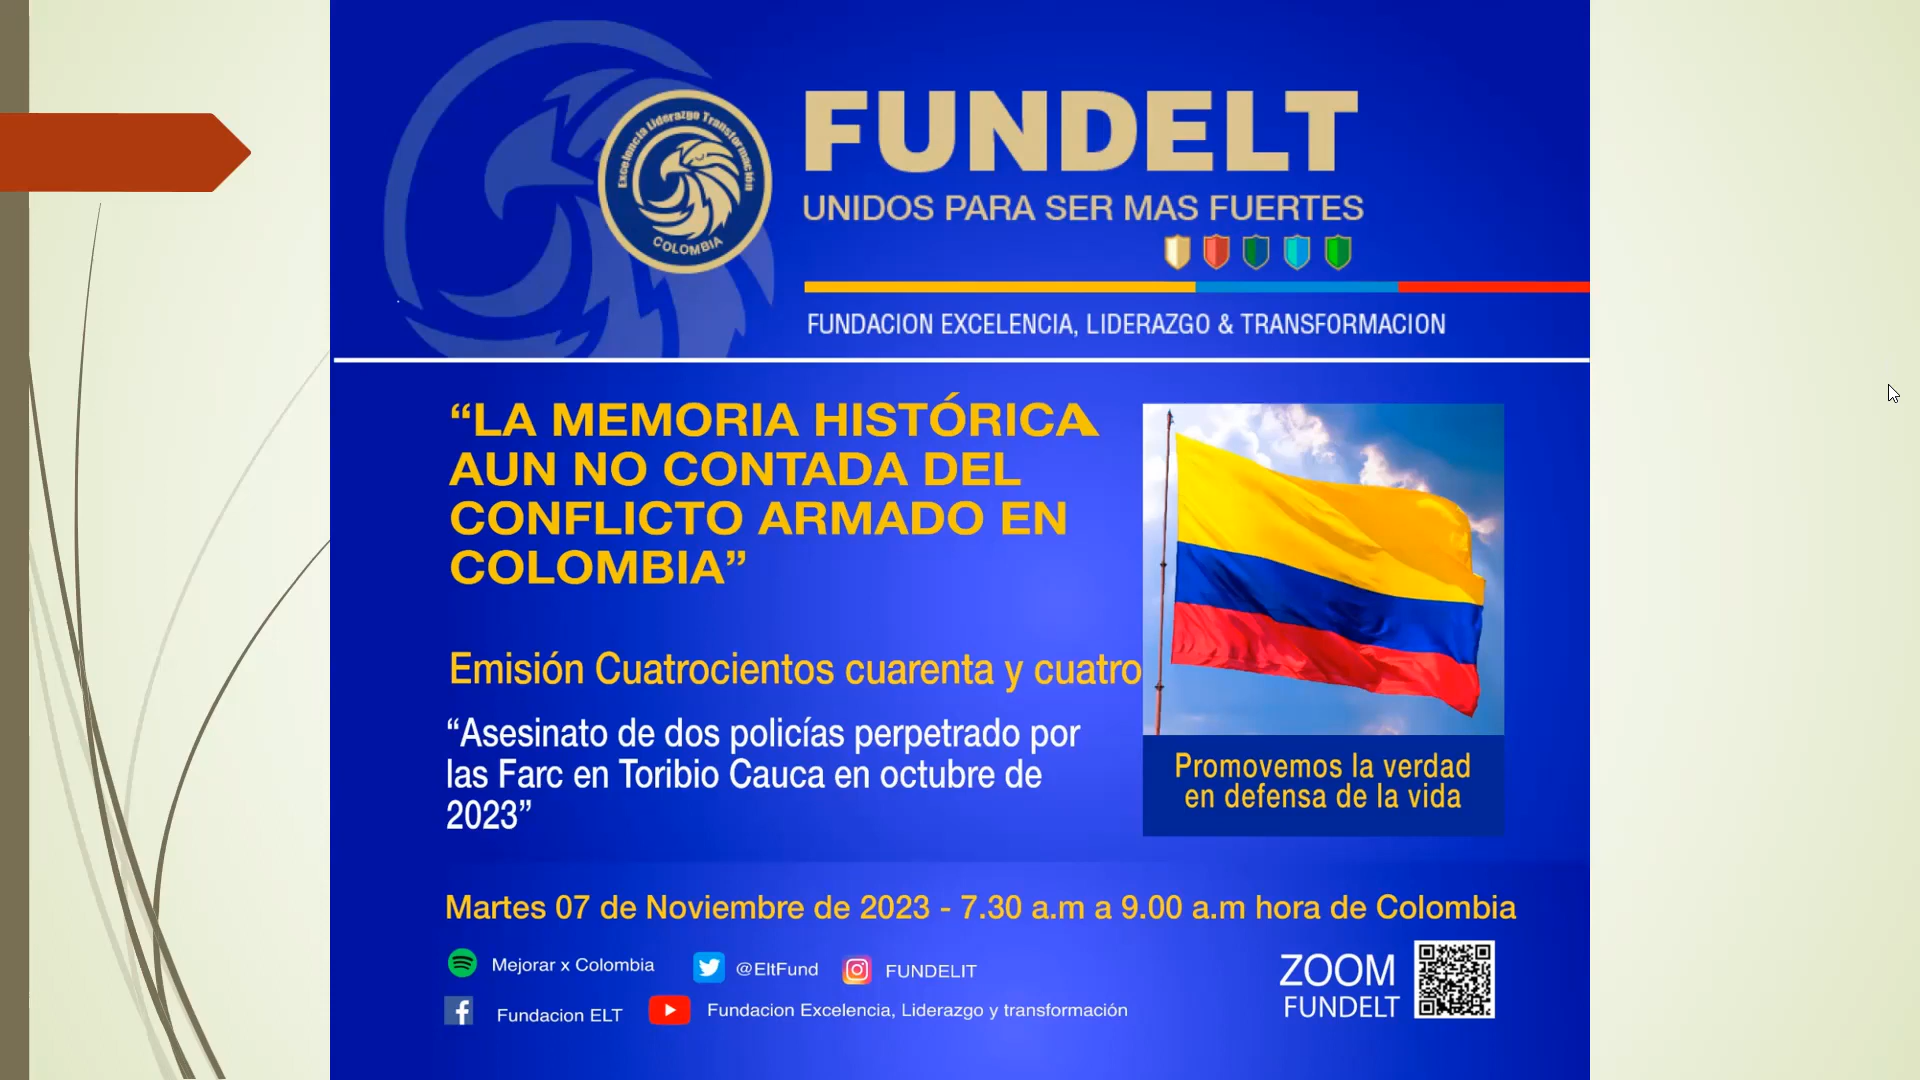 FUNDELT
Excelencia Liderazgo Transformación
COLOMBIA
UNIDOS PARA SER MAS FUERTES
FUNDACION EXCELENCIA, LIDERAZGO & TRANSFORMACION
“LA MEMORIA HISTÓRICA
AUN NO CONTADA DEL
CONFLICTO ARMADO EN
COLOMBIA”
Emisión Cuatrocientos cuarenta y cuatro
“Asesinato de dos policías perpetrado por
las Farc en Toribio Cauca en octubre de
2023”
Promovemos la verdad
en defensa de la vida
Martes 07 de Noviembre de 2023 - 7.30 a.m a 9.00 a.m hora de Colombia
Mejorar x Colombia
@EltFund
FUNDELIT
Fundacion ELT
Fundacion Excelencia, Liderazgo y transformación
ZOOM
FUNDELT